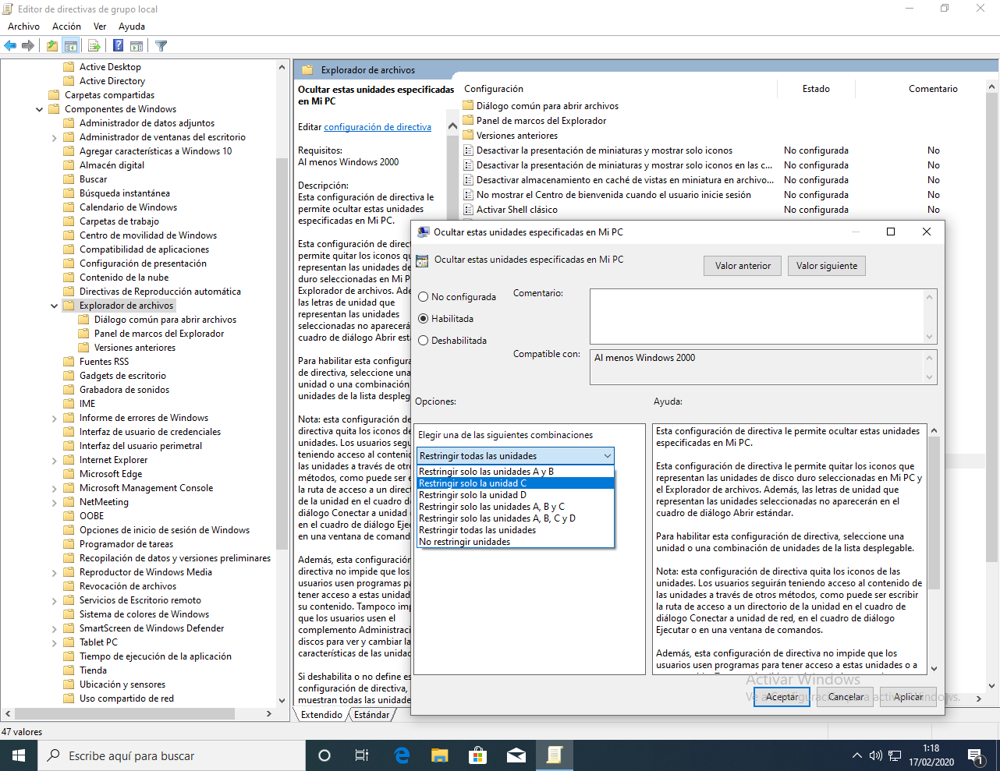 Editor de directivas de grupo local
Archivo Acción Ver Ayuda
Active Desktop
Active Directory
Carpetas compartidas
Componentes de Windows
Administrador de datos adjuntos
Administrador de ventanas del escritorio
Agregar características a Windows 10
Almacén digital
Buscar
Búsqueda instantánea
Calendario de Windows
Carpetas de trabajo
Centro de movilidad de Windows
Compatibilidad de aplicaciones
Configuración de presentación
Contenido de la nube
Directivas de Reproducción automática
Explorador de archivos
Diálogo común para abrir archivos
Panel de marcos del Explorador
Versiones anteriores
Fuentes RSS
Gadgets de escritorio
Grabadora de sonidos
IME
Informe de errores de Windows
Interfaz de usuario de credenciales
Interfaz del usuario perimetral
Internet Explorer
Microsoft Edge
Microsoft Management Console
NetMeeting
OOBE
Opciones de inicio de sesión de Windows
Programador de tareas
Recopilación de datos y versiones preliminares
Reproductor de Windows Media
Revocación de archivos
Servicios de Escritorio remoto
Sistema de colores de Windows
SmartScreen de Windows Defender
Tablet PC
Tiempo de ejecución de la aplicación
Tienda
Ubicación y sensores
Uso compartido de red
Explorador de archivos
Ocultar estas unidades especificadas
en Mi PC
Editar configuración de directiva
Requisitos:
Al menos Windows 2000
Descripción:
Esta configuración de directiva le
permite ocultar estas unidades
especificadas en Mi PC.
Esta configuración de direct
permite quitar los iconos qu
representan las unidades de
duro seleccionadas en Mi P
Explorador de archivos. Ade
las letras de unidad que
representan las unidades
seleccionadas no aparecerá
cuadro de diálogo Abrir está
Para habilitar esta configura
de directiva, seleccione una
unidad o una combinación
unidades de la lista despleg
Nota: esta configuración de
directiva quita los iconos de
unidades. Los usuarios segu
teniendo acceso al conteni
las unidades a través de otro
métodos, como puede ser e
la ruta de acceso a un direct
de la unidad en el cuadro d
diálogo Conectar a unidad
en el cuadro de diálogo Eje
en una ventana de comand
Además, esta configuración
directiva no impide que los
usuarios usen programas pa
tener acceso a estas unidad
su contenido. Tampoco imp
que los usuarios usen el
complemento Administraci
discos para ver y cambiar la
características de las unidad
Si deshabilita o no define es
configuración de directiva,
muestran todas las unidade
Configuración Estado Comentario
Diálogo común para abrir archivos
Panel de marcos del Explorador
Versiones anteriores
Desactivar la presentación de miniaturas y mostrar solo iconos No configurada No
Desactivar la presentación de miniaturas y mostrar solo iconos en las c... No configurada No
Desactivar almacenamiento en caché de vistas en miniatura en archivo... No configurada No
No mostrar el Centro de bienvenida cuando el usuario inicie sesión No configurada No
Activar Shell clásico No configurada No
Ocultar estas unidades especificadas en Mi PC
Ocultar estas unidades especificadas en Mi PC
Valor anterior Valor siguiente
No configurada
Habilitada
Deshabilitada
Comentario:
Compatible con: Al menos Windows 2000
Opciones: Ayuda:
Elegir una de las siguientes combinaciones
Restringir todas las unidades
Restringir solo las unidades A y B
Restringir solo la unidad C
Restringir solo la unidad D
Restringir solo las unidades A, B y C
Restringir solo las unidades A, B, C y D
Restringir todas las unidades
No restringir unidades
Esta configuración de directiva le permite ocultar estas unidades
especificadas en Mi PC.
Esta configuración de directiva le permite quitar los iconos que
representan las unidades de disco duro seleccionadas en Mi PC y
el Explorador de archivos. Además, las letras de unidad que
representan las unidades seleccionadas no aparecerán en el
cuadro de diálogo Abrir estándar.
Para habilitar esta configuración de directiva, seleccione una
unidad o una combinación de unidades de la lista desplegable.
Nota: esta configuración de directiva quita los iconos de las
unidades. Los usuarios seguirán teniendo acceso al contenido de
las unidades a través de otros métodos, como puede ser escribir
la ruta de acceso a un directorio de la unidad en el cuadro de
diálogo Conectar a unidad de red, en el cuadro de diálogo
Ejecutar o en una ventana de comandos.
Además, esta configuración de directiva no impide que los
usuarios usen programas para tener acceso a estas unidades o a
Activar Windows
Ve a Configuración para activar Windows.
Aceptar Cancelar Aplicar
Extendido Estándar
47 valores
Escribe aquí para buscar
1:18
17/02/2020
1